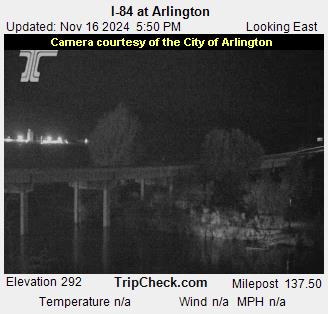 I-84 at Arlington
Updated: Nov 16 2024 5:50 PM Looking East
Camera courtesy of the City of Arlington
Elevation 292 TripCheck.com Milepost 137.50
Temperature n/a Wind n/a MPH n/a